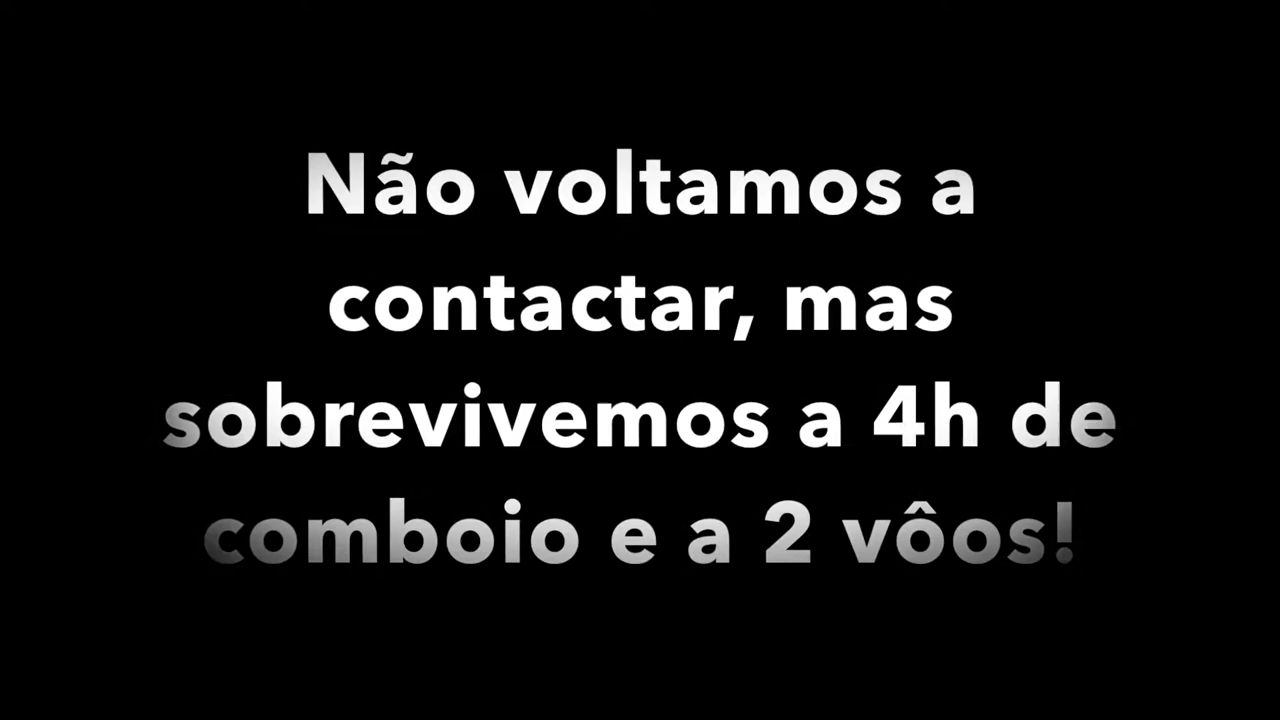 Não voltamos a
contactar, mas
sobrevivemos a 4h de
comboio e a 2 vôos!